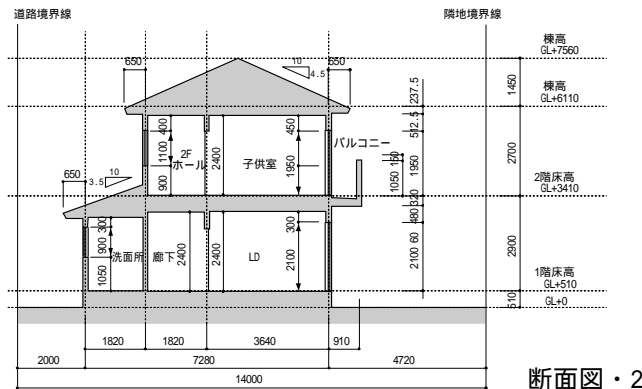 道路境界線
隣地境界線
棟高
GL+7560
棟高
GL+6110
2階床高
GL+3410
1階床高
GL+510
GL+0
1450
2700
2900
510
650
10
4.5
650
650
10
3.5
400
1100
900
2F
ホール
2400
子供室
450
1950
バルコニー
150
1050
237.5
512.5
1950
320
480
60
2100
300
900
1050
洗面所
廊下
2400
2400
LD
300
2100
1820
1820
3640
910
2000
7280
4720
14000
断面図・2